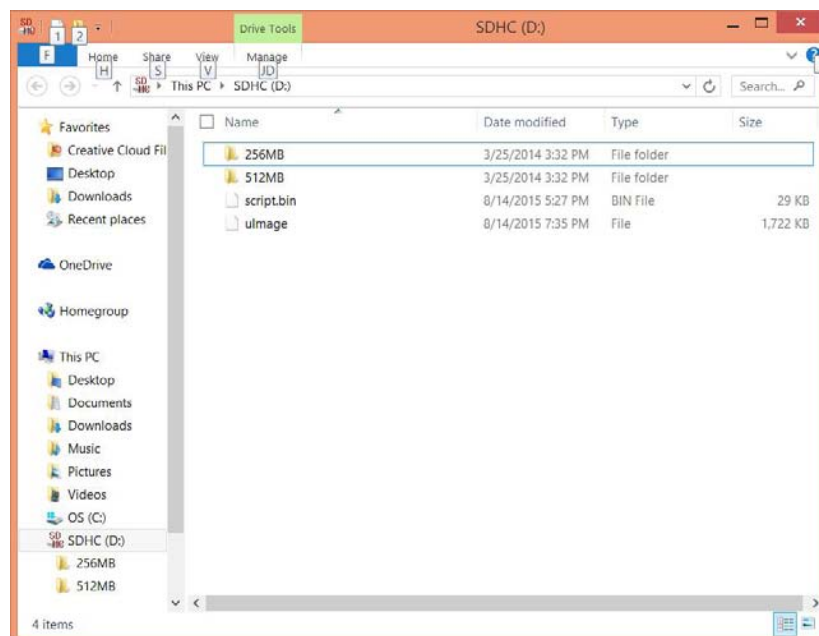 SD HC 1 2 Drive Tools SDHC (D:)
F Home Share View Manage
H S V JD
SD HC This PC SDHC (D:) Search...
Name Date modified Type Size
Favorites
Creative Cloud Fil
Desktop
Downloads
Recent places
OneDrive
Homegroup
This PC
Desktop
Documents
Downloads
Music
Pictures
Videos
OS (C:)
SDHC (D:)
256MB
512MB
256MB 3/25/2014 3:32 PM File folder
512MB 3/25/2014 3:32 PM File folder
script.bin 8/14/2015 5:27 PM BIN File 29 KB
uImage 8/14/2015 7:35 PM File 1,722 KB
4 items